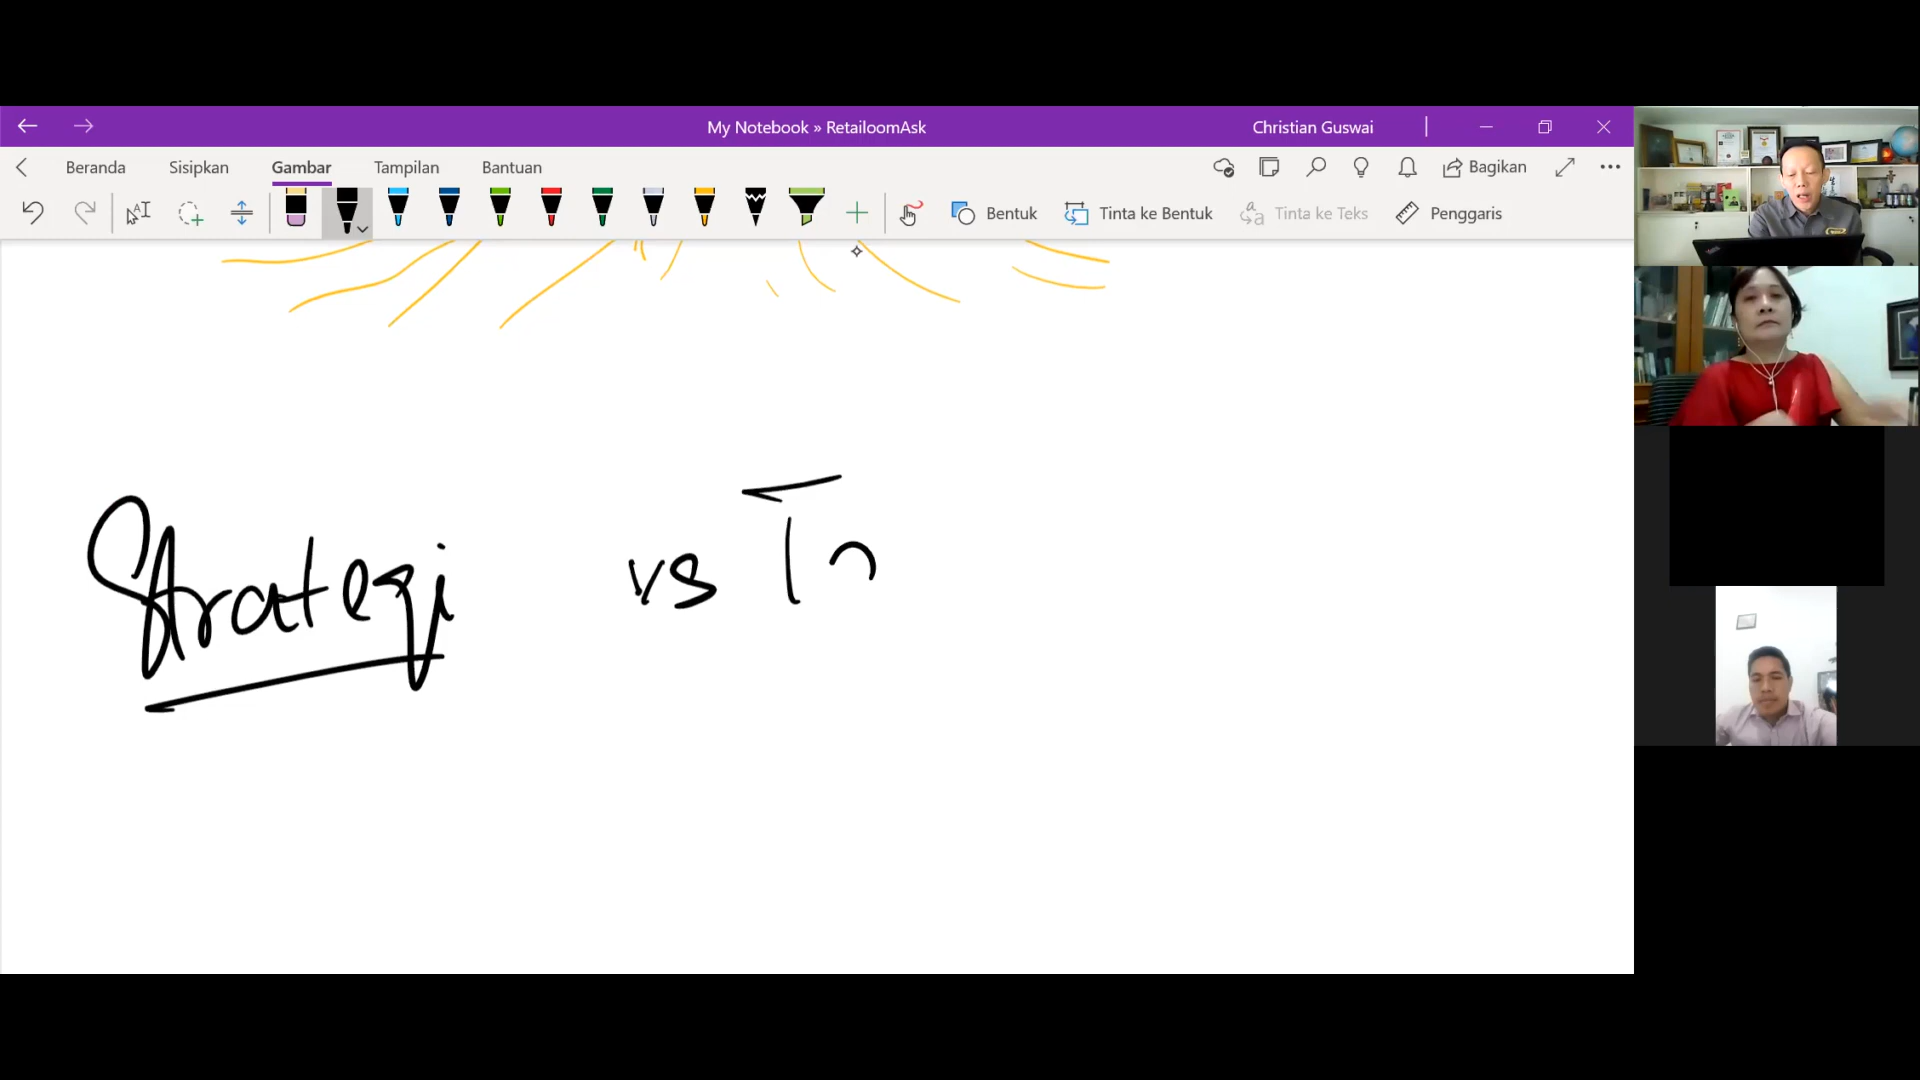 My Notebook » RetailoomAsk
Christian Guswai
Beranda Sisipkan Gambar Tampilan Bantuan
Bagikan
Bentuk Tinta ke Bentuk Tinta ke Teks Penggaris
Strategi vs